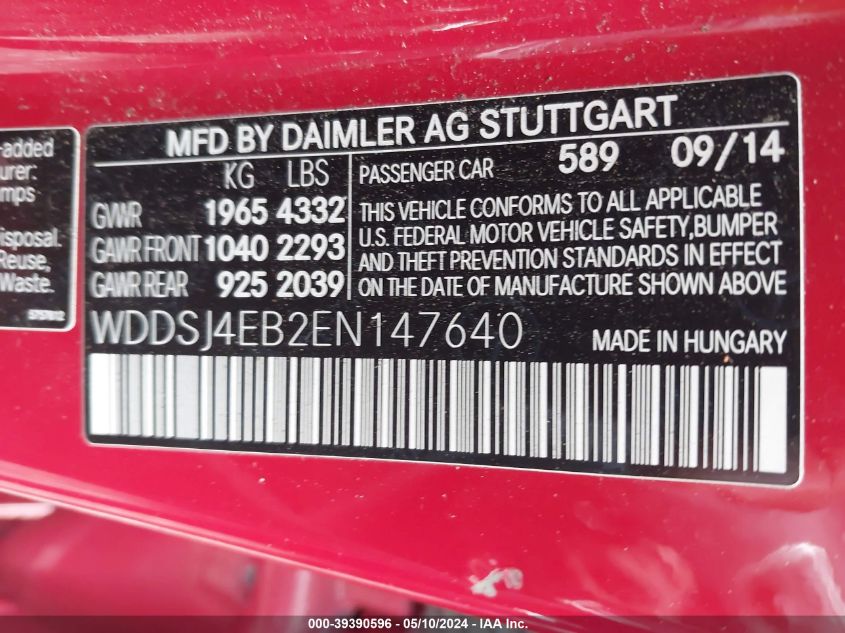 -added
urer:
mps
isposal.
Reuse,
Waste.
MFD BY DAIMLER AG STUTTGART
KG LBS
GVWR 1965 4332
GAWR FRONT 1040 2293
GAWR REAR 925 2039
PASSENGER CAR 589 09/14
THIS VEHICLE CONFORMS TO ALL APPLICABLE
U.S. FEDERAL MOTOR VEHICLE SAFETY, BUMPER
AND THEFT PREVENTION STANDARDS IN EFFECT
ON THE DATE OF MANUFACTURE SHOWN ABOVE
WDDSJ4EB2EN147640 MADE IN HUNGARY
000-39390596 - 05/10/2024 - IAA Inc.